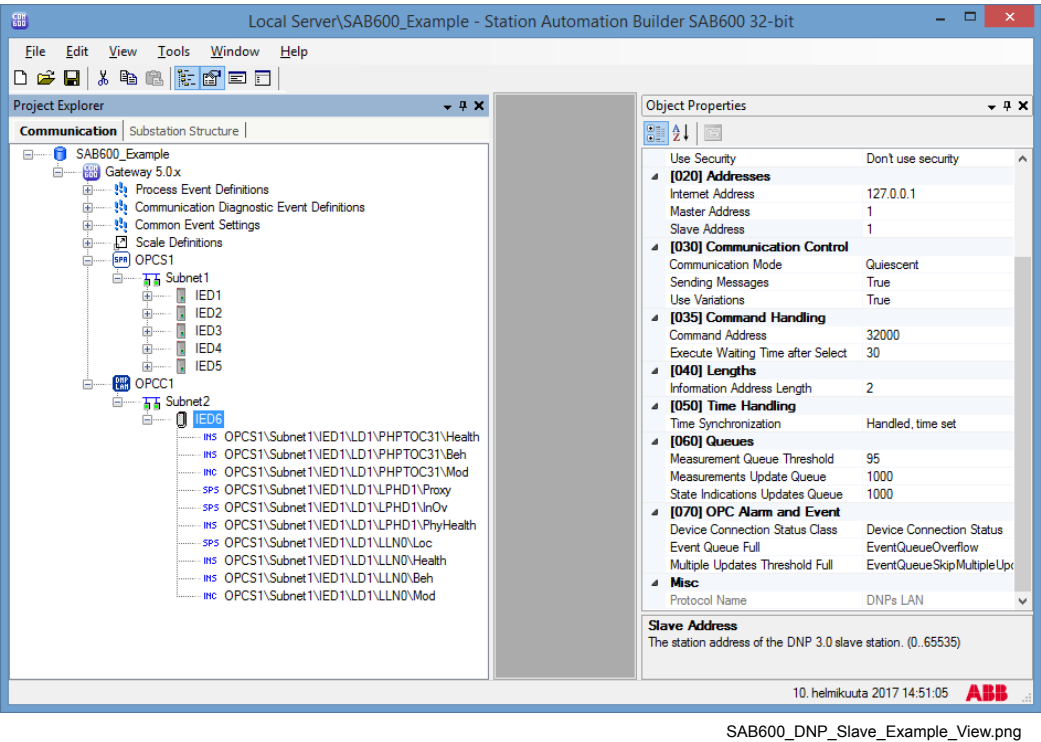 COM
600
Local Server\SAB600_Example - Station Automation Builder SAB600 32-bit
File Edit View Tools Window Help
Project Explorer
Communication Substation Structure
SAB600_Example
COM
600
Gateway 5.0.x
Process Event Definitions
Communication Diagnostic Event Definitions
Common Event Settings
Scale Definitions
SPA OPCS1
Subnet1
IED1
IED2
IED3
IED4
IED5
DNP
LAN
OPCC1
Subnet2
IED6
INS OPCS1\Subnet1\IED1\LD1\PHPTOC31\Health
INS OPCS1\Subnet1\IED1\LD1\PHPTOC31\Beh
INC OPCS1\Subnet1\IED1\LD1\PHPTOC31\Mod
SPS OPCS1\Subnet1\IED1\LD1\LPHD1\Proxy
SPS OPCS1\Subnet1\IED1\LD1\LPHD1\InOv
INS OPCS1\Subnet1\IED1\LD1\LPHD1\PhyHealth
SPS OPCS1\Subnet1\IED1\LD1\LLN0\Loc
INS OPCS1\Subnet1\IED1\LD1\LLN0\Health
INS OPCS1\Subnet1\IED1\LD1\LLN0\Beh
INC OPCS1\Subnet1\IED1\LD1\LLN0\Mod
Object Properties
Use Security Don't use security
[020] Addresses
Internet Address 127.0.0.1
Master Address 1
Slave Address 1
[030] Communication Control
Communication Mode Quiescent
Sending Messages True
Use Variations True
[035] Command Handling
Command Address 32000
Execute Waiting Time after Select 30
[040] Lengths
Information Address Length 2
[050] Time Handling
Time Synchronization Handled, time set
[060] Queues
Measurement Queue Threshold 95
Measurements Update Queue 1000
State Indications Updates Queue 1000
[070] OPC Alarm and Event
Device Connection Status Class Device Connection Status
Event Queue Full EventQueueOverflow
Multiple Updates Threshold Full EventQueueSkipMultipleUpd
Misc
Protocol Name DNPs LAN
Slave Address
The station address of the DNP 3.0 slave station. (0..65535)
10. helmikuuta 2017 14:51:05 ABB
SAB600_DNP_Slave_Example_View.png